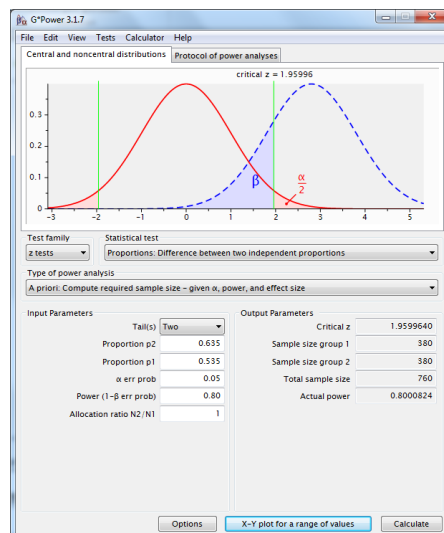 G*Power 3.1.7
File Edit View Tests Calculator Help
Central and noncentral distributions Protocol of power analyses
critical z = 1.95996
0.3
0.2
0.1
0
β
α
2
-3 -2 -1 0 1 2 3 4 5
Test family Statistical test
z tests Proportions: Difference between two independent proportions
Type of power analysis
A priori: Compute required sample size – given α, power, and effect size
Input Parameters Output Parameters
Tail(s) Two Critical z 1.9599640
Proportion p2 0.635 Sample size group 1 380
Proportion p1 0.535 Sample size group 2 380
α err prob 0.05 Total sample size 760
Power (1-β err prob) 0.80 Actual power 0.8000824
Allocation ratio N2/N1 1
Options X-Y plot for a range of values Calculate